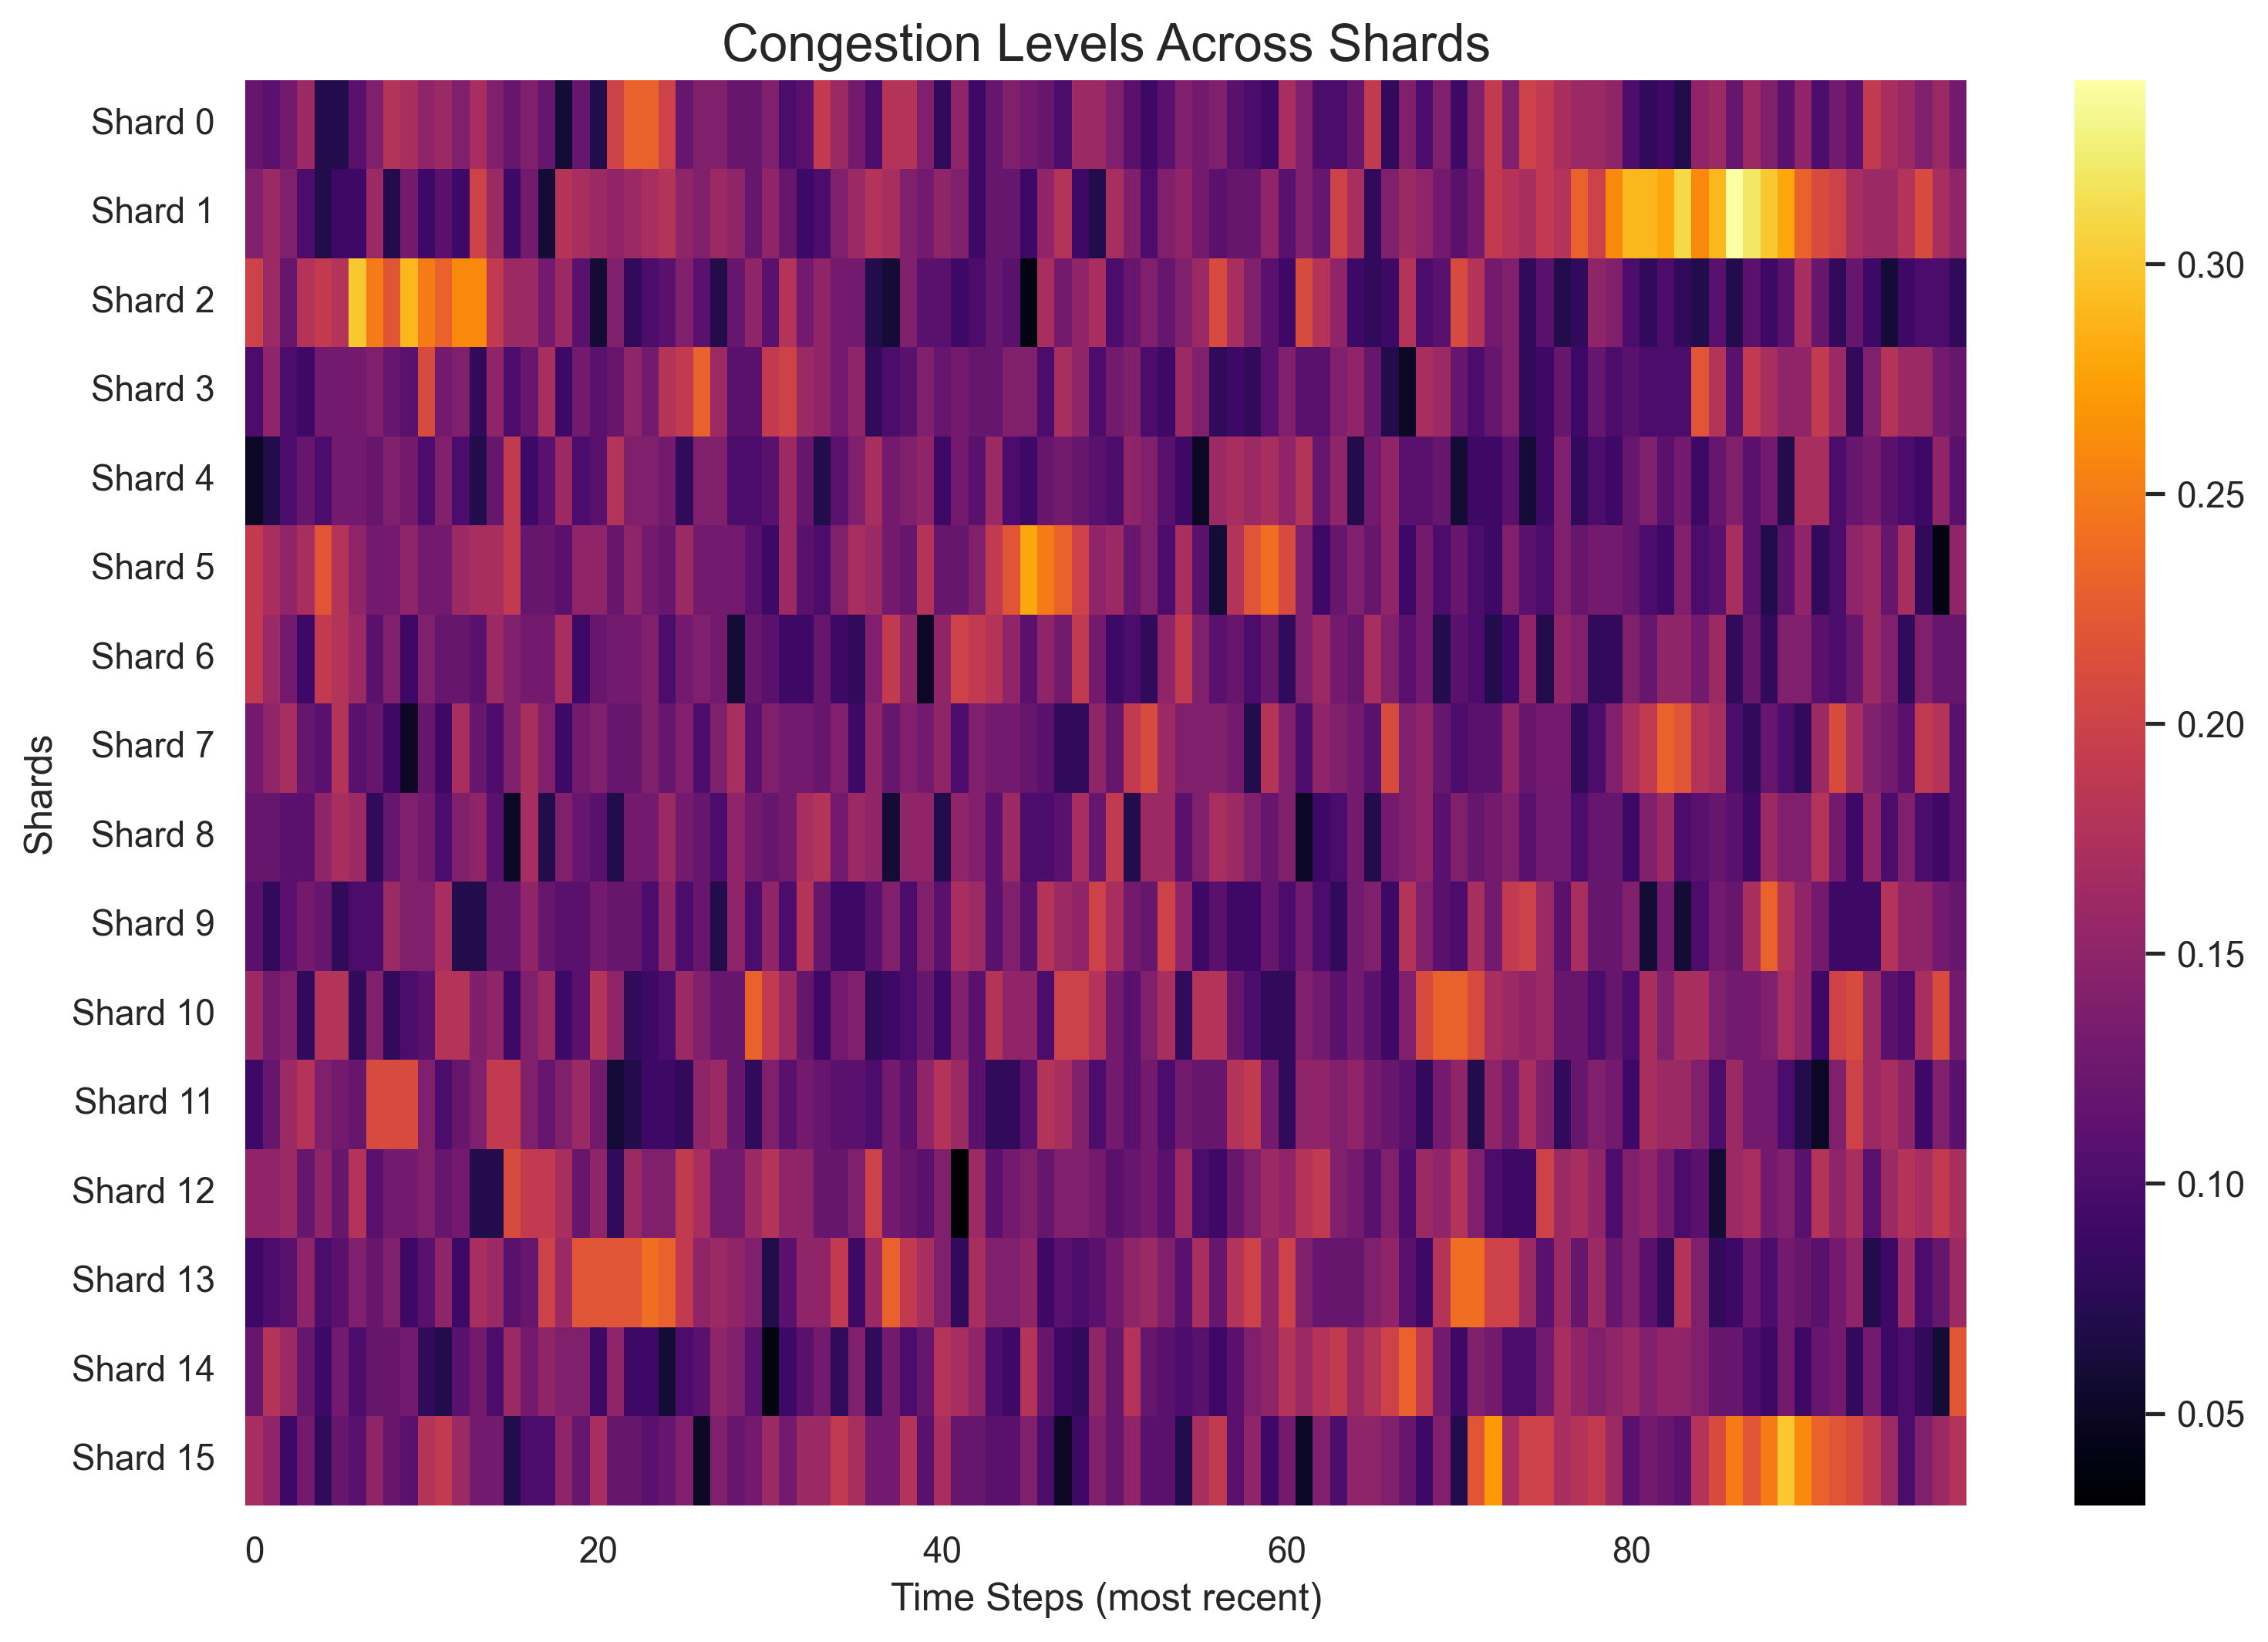 Congestion Levels Across Shards
Shard 0
Shard 1
Shard 2
Shard 3
Shard 4
Shard 5
Shard 6
Shard 7
Shard 8
Shard 9
Shard 10
Shard 11
Shard 12
Shard 13
Shard 14
Shard 15
Shards
0 20 40 60 80
Time Steps (most recent)
0.30
0.25
0.20
0.15
0.10
0.05